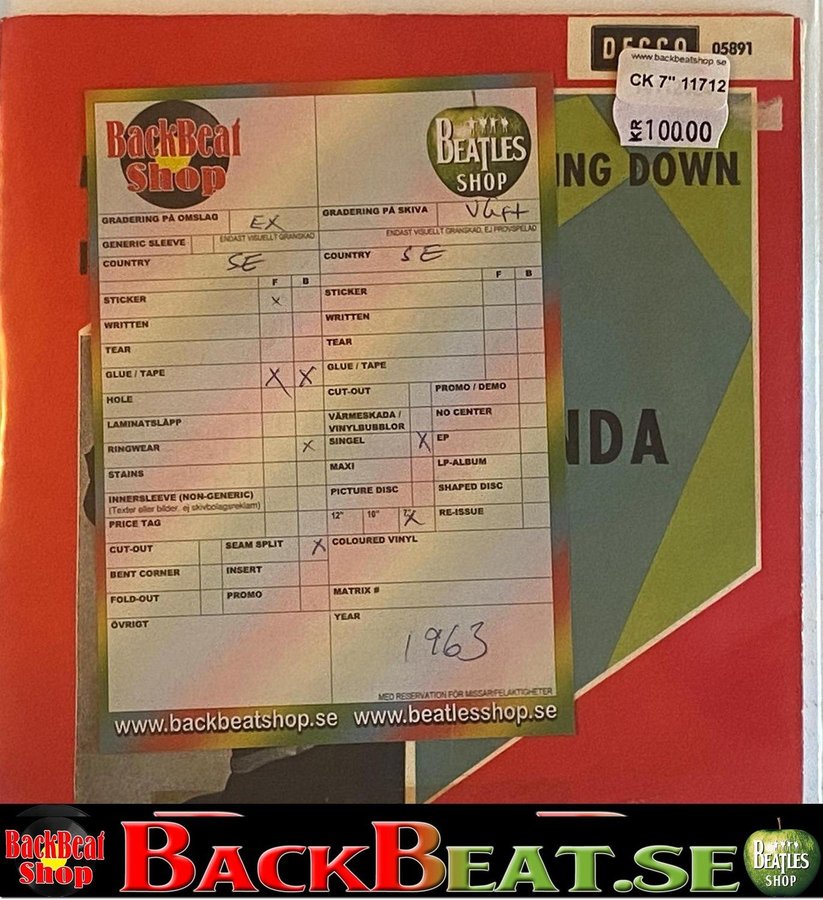 DECCA 05891
www.backbeatshop.se
CK 7" 11712
KR 100.00
ING DOWN
NDA
BackBeat
Shop
BEATLES
SHOP
GRADERING PÅ OMSLAG EX
GRADERING PÅ SKIVA VG++
GENERIC SLEEVE
ENDAST VISUELLT GRANSKAD
ENDAST VISUELLT GRANSKAD, EJ PROVSPELAD
COUNTRY SE
COUNTRY SE
F B
F B
STICKER X
STICKER
WRITTEN
WRITTEN
TEAR
TEAR
GLUE / TAPE X X
GLUE / TAPE
HOLE
CUT-OUT
PROMO / DEMO
LAMINATSLÄPP
VÄRMESKADA /
VINYLBUBBLOR
NO CENTER
RINGWEAR X
SINGEL X
EP
STAINS
MAXI
LP-ALBUM
INNERSLEEVE (NON-GENERIC)
(Texter eller bilder, ej skivbolagsreklam)
PICTURE DISC
SHAPED DISC
PRICE TAG
12" 10" 7" X
RE-ISSUE
CUT-OUT
SEAM SPLIT X
COLOURED VINYL
BENT CORNER
INSERT
FOLD-OUT
PROMO
MATRIX #
ÖVRIGT
YEAR
1963
MED RESERVATION FÖR MISSAR/FELAKTIGHETER
www.backbeatshop.se www.beatlesshop.se
BackBeat
Shop
BACKBEAT.SE
BEATLES
SHOP